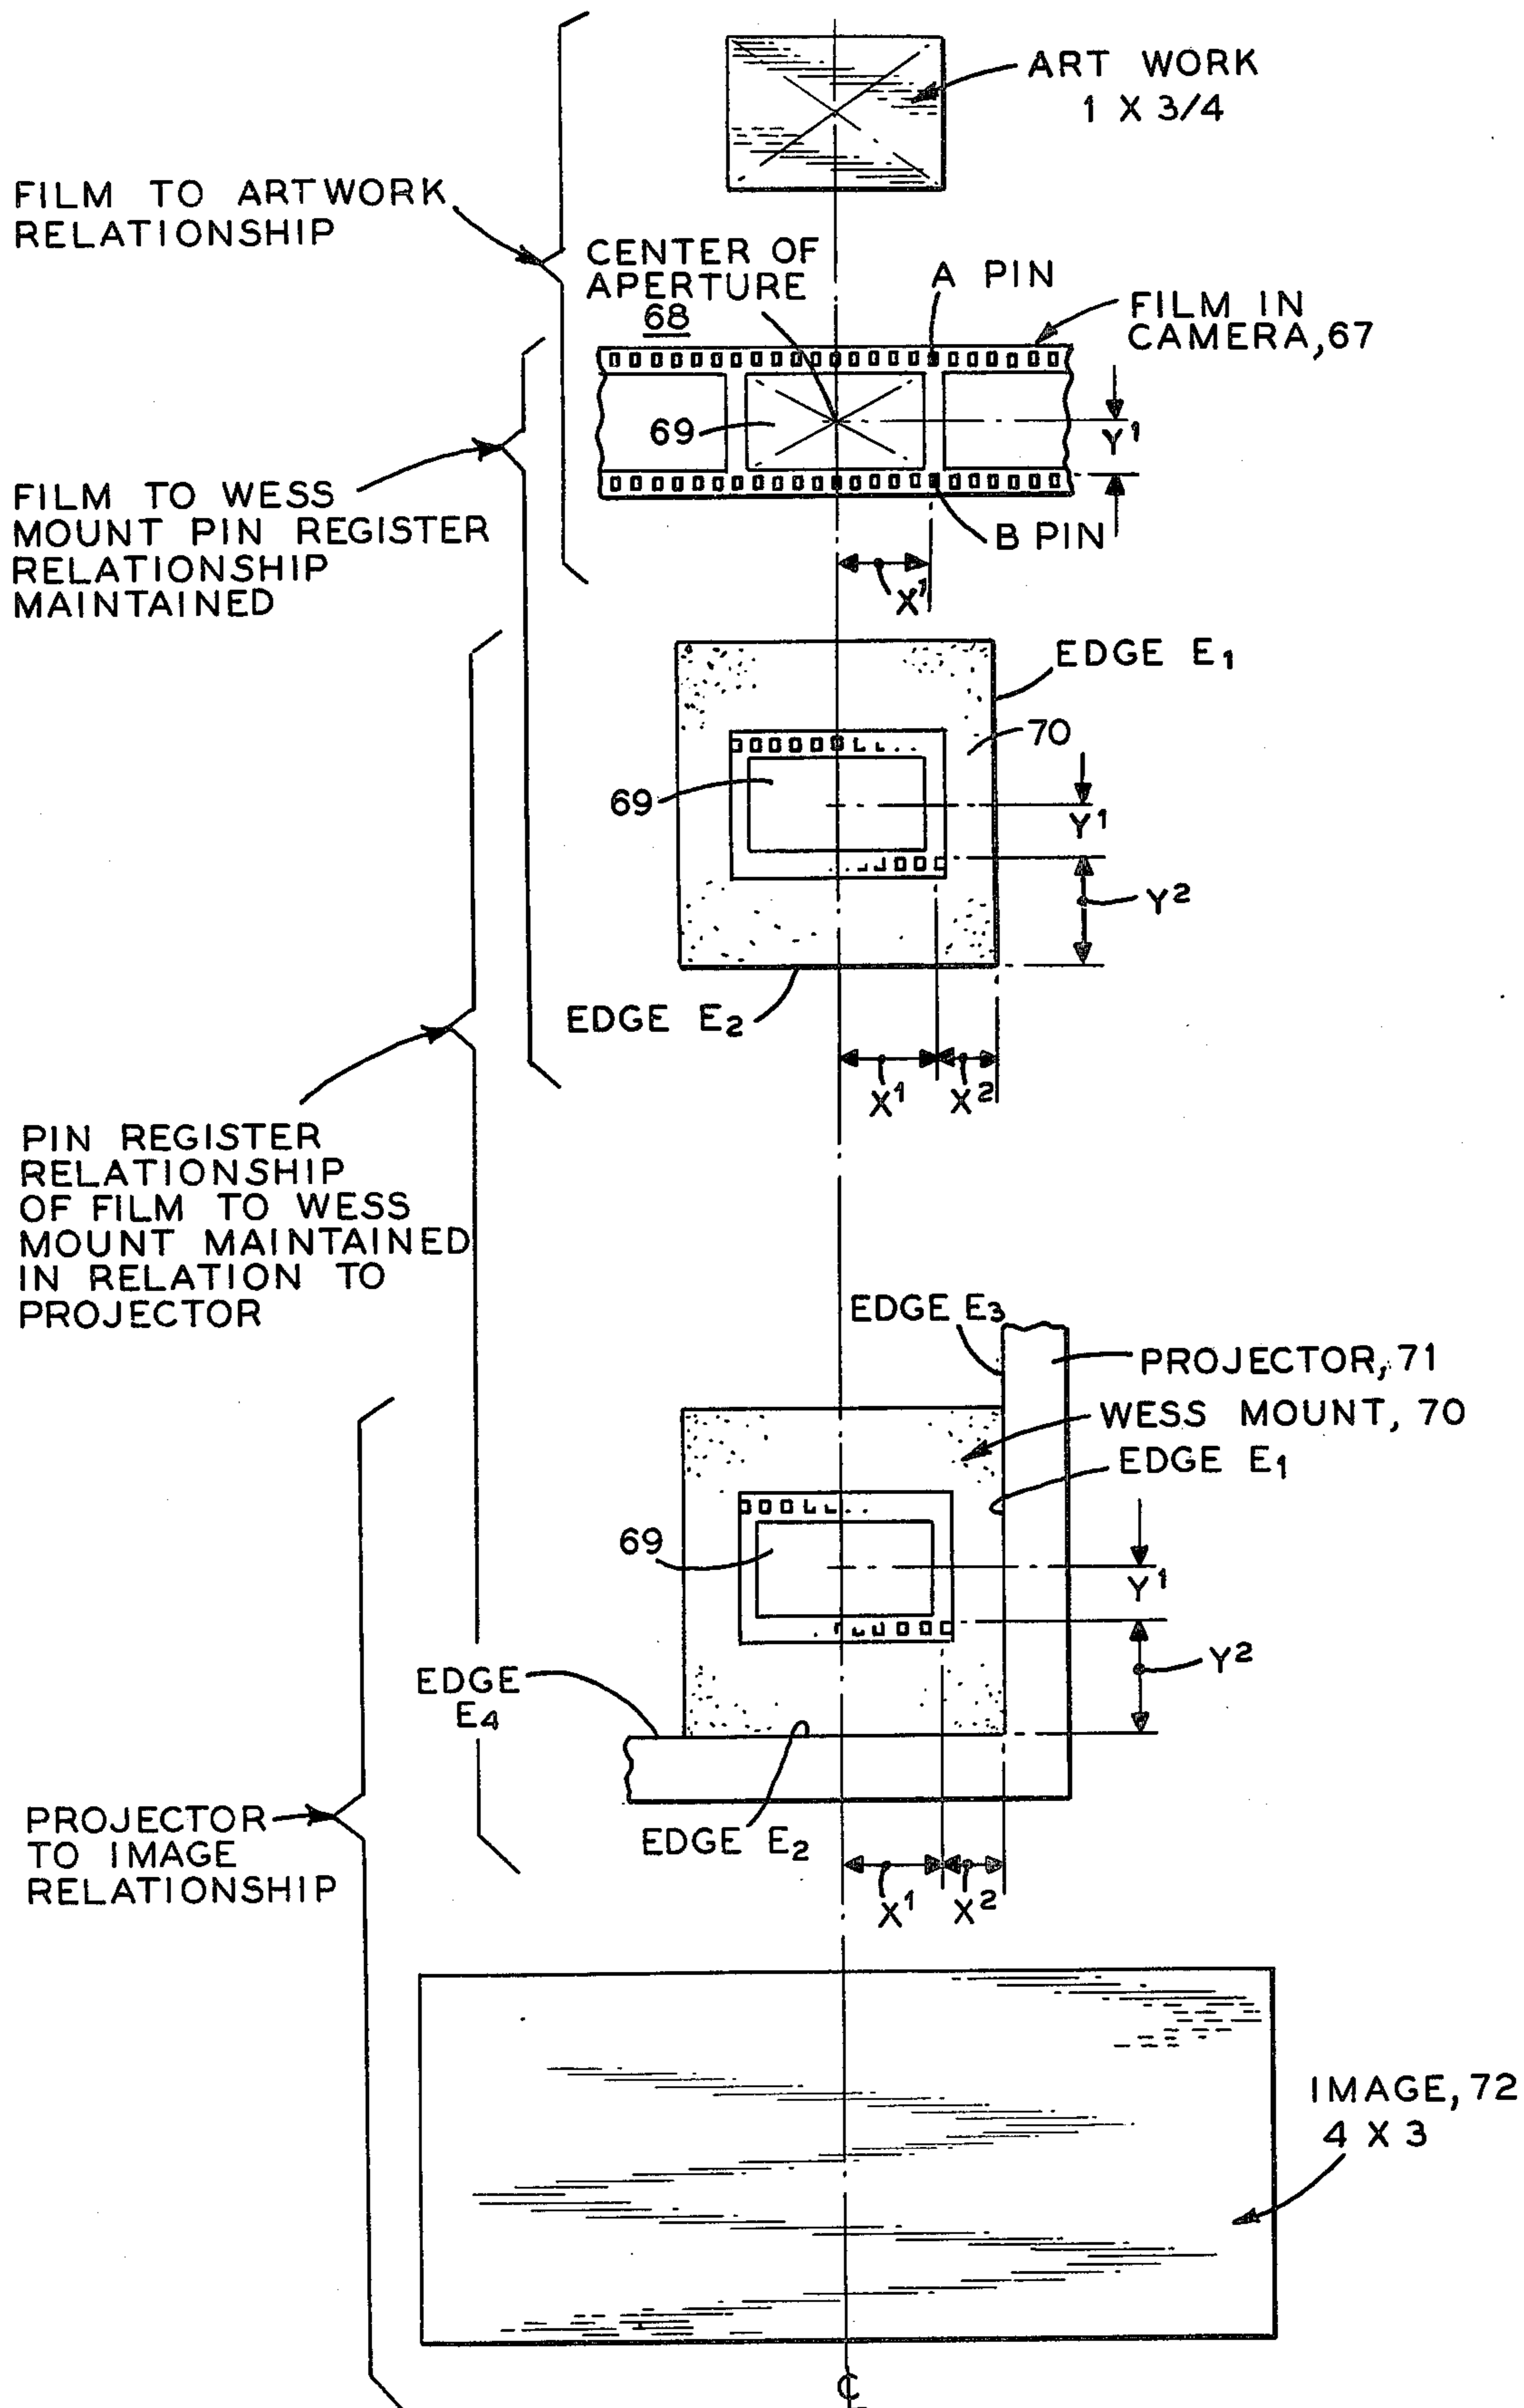 ART WORK
1 X 3/4
FILM TO ARTWORK
RELATIONSHIP
CENTER OF
APERTURE
68
A PIN
FILM IN
CAMERA, 67
69
Y1
FILM TO WESS
MOUNT PIN REGISTER
RELATIONSHIP
MAINTAINED
B PIN
X1
EDGE E1
70
69
Y1
Y2
EDGE E2
X1
X2
PIN REGISTER
RELATIONSHIP
OF FILM TO WESS
MOUNT MAINTAINED
IN RELATION TO
PROJECTOR
EDGE E3
PROJECTOR, 71
WESS MOUNT, 70
EDGE E1
69
Y1
Y2
EDGE
E4
EDGE E2
X1
X2
PROJECTOR
TO IMAGE
RELATIONSHIP
IMAGE, 72
4 X 3
℄